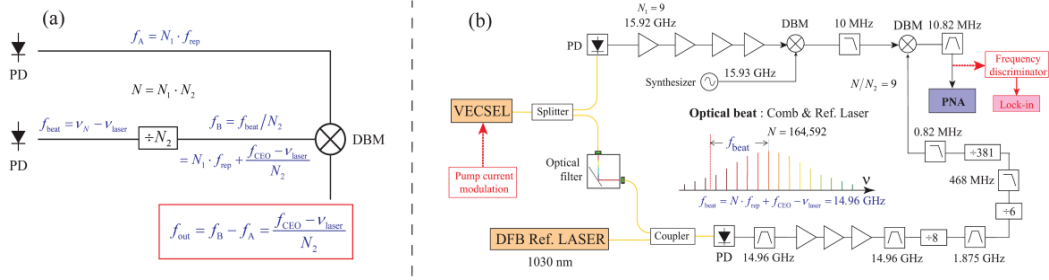 (a)
f_A = N_1 · f_rep
PD
N = N_1 · N_2
f_beat = ν_N − ν_laser
÷N_2
f_B = f_beat/N_2
DBM
PD
= N_1 · f_rep + (f_CEO − ν_laser)/N_2
f_out = f_B − f_A = (f_CEO − ν_laser)/N_2
(b)
N_1 = 9
15.92 GHz
DBM
10 MHz
DBM
10.82 MHz
PD
Synthesizer
15.93 GHz
N/N_2 = 9
Frequency
discriminator
PNA
Lock-in
VECSEL
Splitter
Optical beat : Comb & Ref. Laser
N = 164,592
f_beat
0.82 MHz
÷381
Pump current
modulation
Optical
filter
ν
468 MHz
f_beat = N · f_rep + f_CEO − ν_laser = 14.96 GHz
÷6
DFB Ref. LASER
1030 nm
Coupler
PD
14.96 GHz
14.96 GHz
÷8
1.875 GHz